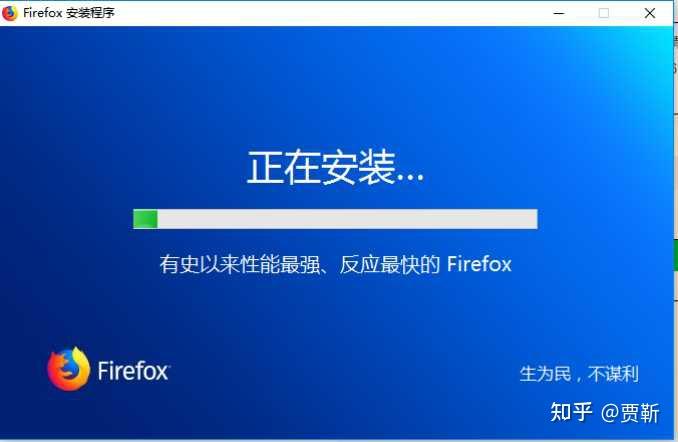 Firefox 安装程序
正在安装...
有史以来性能最强、反应最快的 Firefox
Firefox
生为民，不谋利
知乎 @贾靳